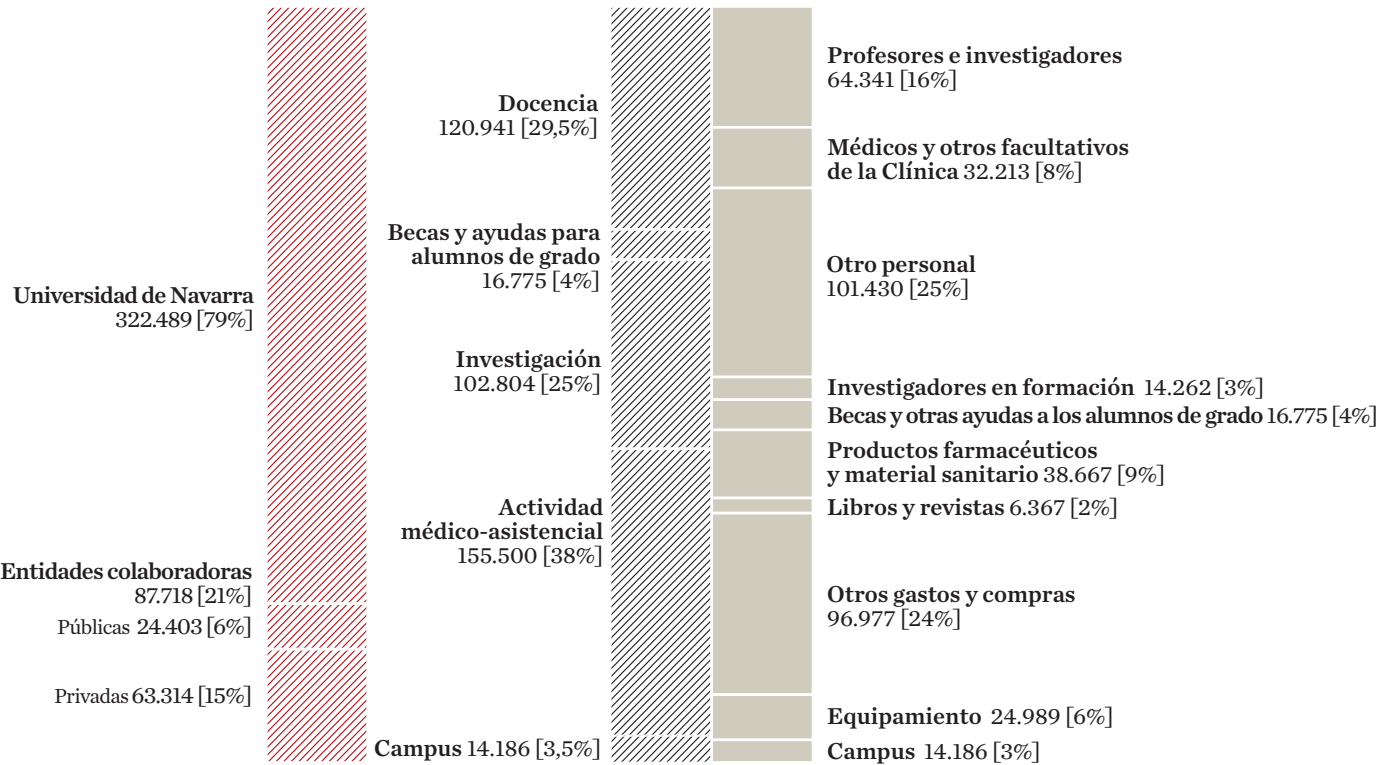 Universidad de Navarra
322.489 [79%]
Entidades colaboradoras
87.718 [21%]
Públicas 24.403 [6%]
Privadas 63.314 [15%]
Docencia
120.941 [29,5%]
Becas y ayudas para
alumnos de grado
16.775 [4%]
Investigación
102.804 [25%]
Actividad
médico-asistencial
155.500 [38%]
Campus 14.186 [3,5%]
Profesores e investigadores
64.341 [16%]
Médicos y otros facultativos
de la Clínica 32.213 [8%]
Otro personal
101.430 [25%]
Investigadores en formación 14.262 [3%]
Becas y otras ayudas a los alumnos de grado 16.775 [4%]
Productos farmacéuticos
y material sanitario 38.667 [9%]
Libros y revistas 6.367 [2%]
Otros gastos y compras
96.977 [24%]
Equipamiento 24.989 [6%]
Campus 14.186 [3%]